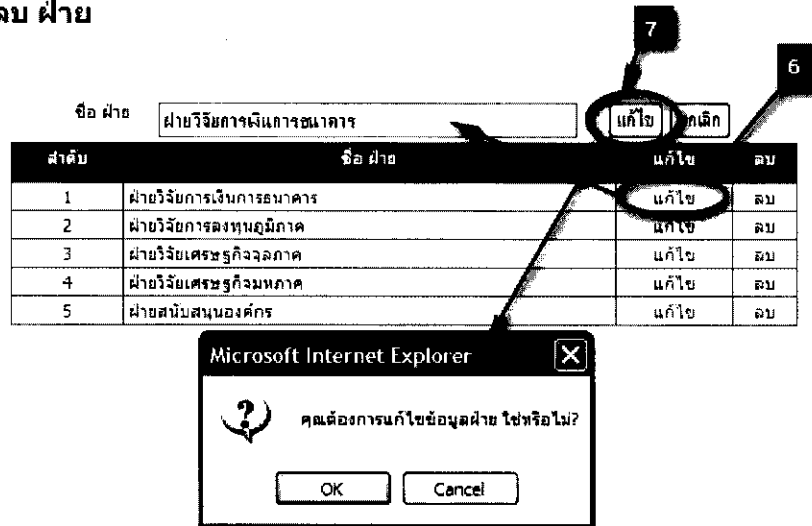 ลบ ฝ่าย
7
6
ชื่อ ฝ่าย ฝ่ายวิจัยการเงินการธนาคาร แก้ไข ยกเลิก
ลำดับ ชื่อ ฝ่าย แก้ไข ลบ
1 ฝ่ายวิจัยการเงินการธนาคาร แก้ไข ลบ
2 ฝ่ายวิจัยการลงทุนภูมิภาค แก้ไข ลบ
3 ฝ่ายวิจัยเศรษฐกิจจุลภาค แก้ไข ลบ
4 ฝ่ายวิจัยเศรษฐกิจมหภาค แก้ไข ลบ
5 ฝ่ายสนับสนุนองค์กร แก้ไข ลบ
Microsoft Internet Explorer
คุณต้องการแก้ไขข้อมูลฝ่าย ใช่หรือไม่?
OK Cancel